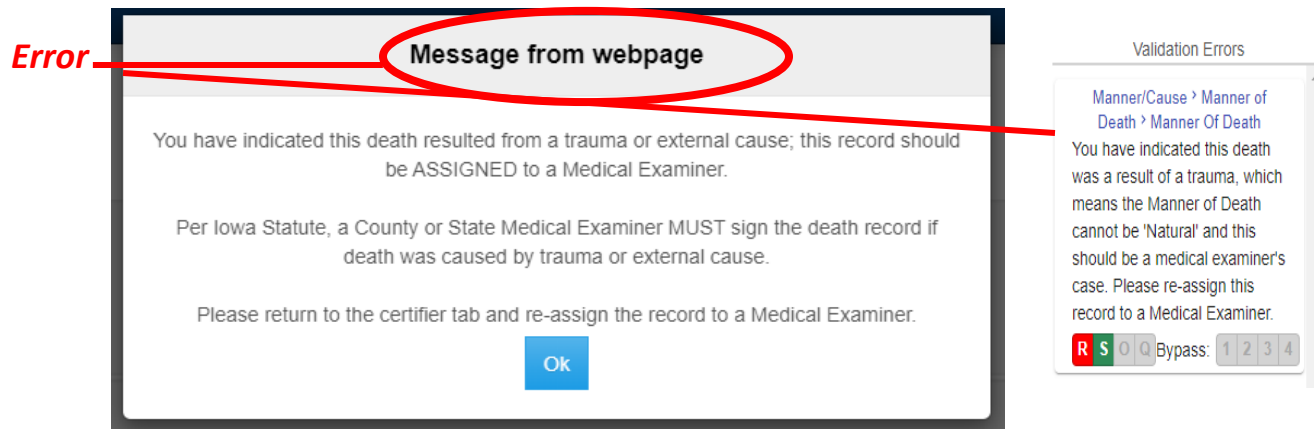 Error
Message from webpage
You have indicated this death resulted from a trauma or external cause; this record should
be ASSIGNED to a Medical Examiner.
Per Iowa Statute, a County or State Medical Examiner MUST sign the death record if
death was caused by trauma or external cause.
Please return to the certifier tab and re-assign the record to a Medical Examiner.
Ok
Validation Errors
Manner/Cause › Manner of
Death › Manner Of Death
You have indicated this death
was a result of a trauma, which
means the Manner of Death
cannot be 'Natural' and this
should be a medical examiner's
case. Please re-assign this
record to a Medical Examiner.
R S O Q Bypass: 1 2 3 4